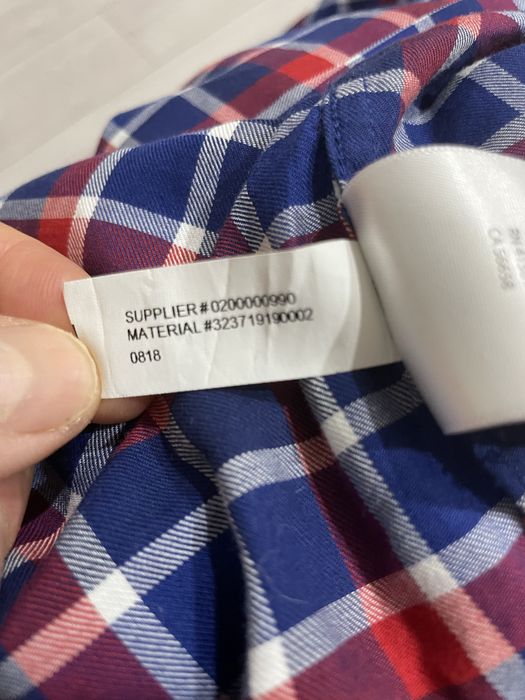 SUPPLIER # 0200000990
MATERIAL #323719190002
0818